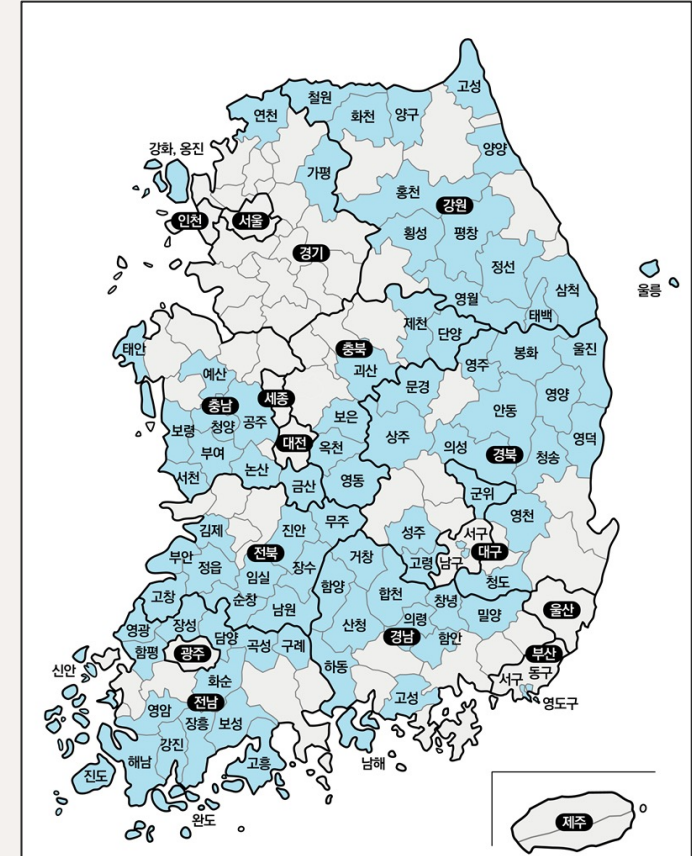 고성
철원
연천
화천
양구
강화, 옹진
양양
가평
홍천
강원
인천
서울
횡성
평창
경기
정선
삼척
울릉
영월
태백
제천
단양
태안
충북
괴산
영주
봉화
울진
예산
문경
충남
세종
영양
안동
청양
공주
보은
보령
대전
옥천
상주
의성
경북
청송
영덕
부여
서천
논산
금산
영동
군위
김제
진안
무주
성주
영천
서구
부안
전북
거창
대구
정읍
임실
장수
고령
남구
함양
합천
청도
고창
순창
남원
창녕
밀양
울산
영광
장성
담양
산청
의령
경남
함안
곡성
구례
함평
광주
부산
신안
화순
하동
동구
서구
전남
고성
영도구
영암
장흥
보성
강진
해남
고흥
남해
진도
완도
제주